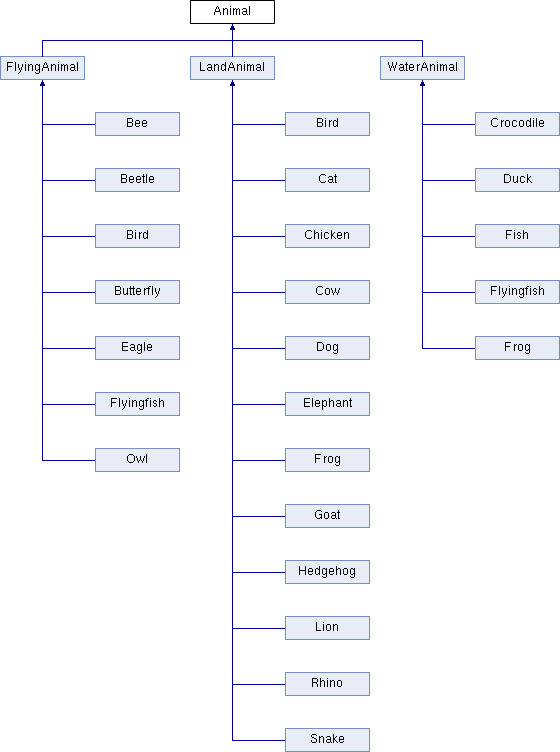 Animal
FlyingAnimal
LandAnimal
WaterAnimal
Bee
Bird
Crocodile
Beetle
Cat
Duck
Bird
Chicken
Fish
Butterfly
Cow
Flyingfish
Eagle
Dog
Frog
Flyingfish
Elephant
Owl
Frog
Goat
Hedgehog
Lion
Rhino
Snake